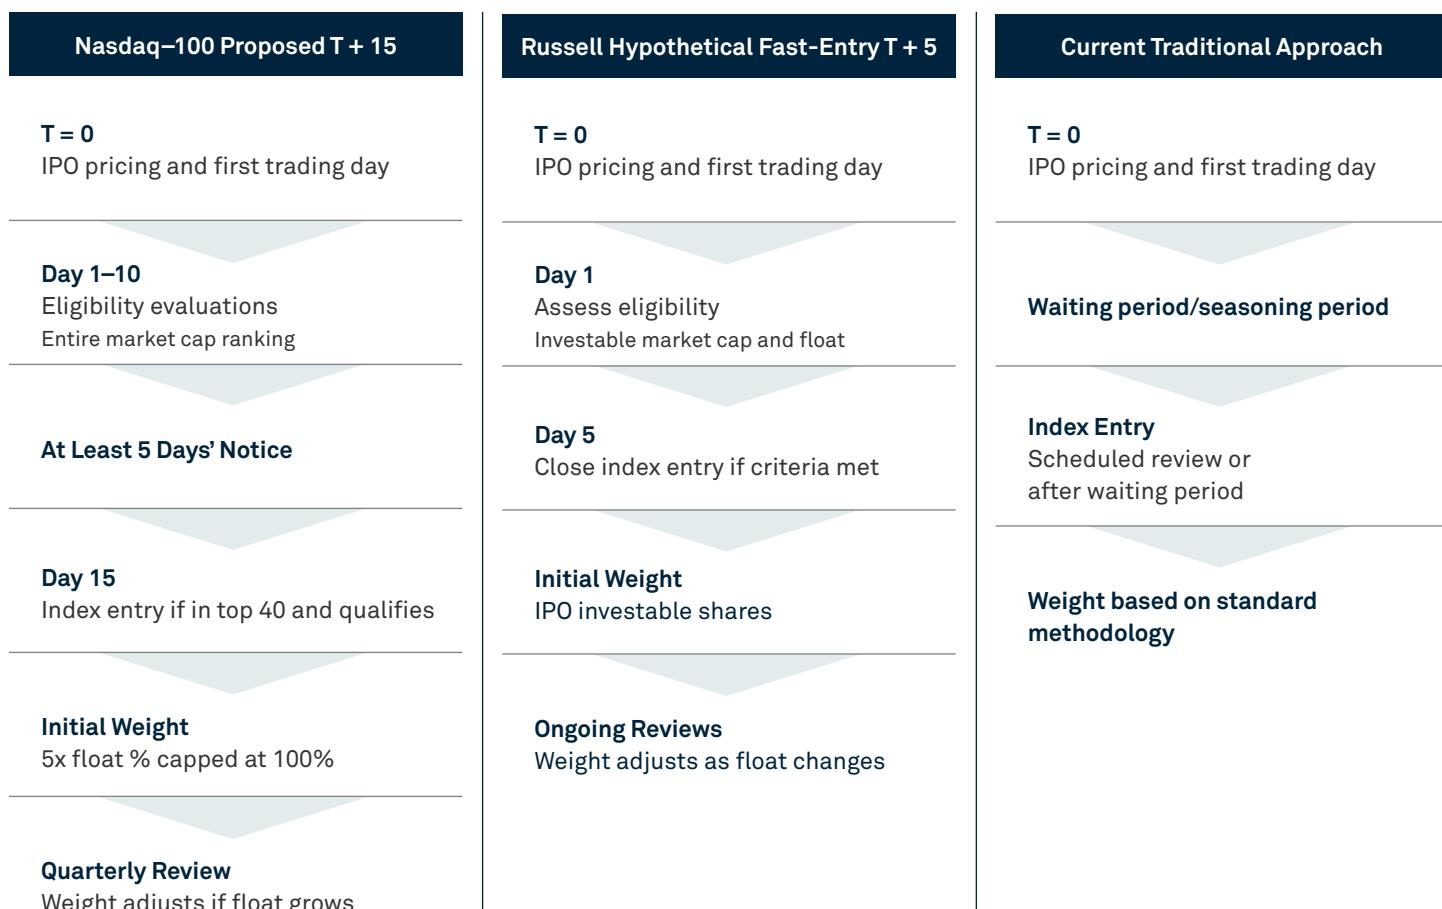 Nasdaq–100 Proposed T + 15
T = 0
IPO pricing and first trading day
Day 1–10
Eligibility evaluations
Entire market cap ranking
At Least 5 Days’ Notice
Day 15
Index entry if in top 40 and qualifies
Initial Weight
5x float % capped at 100%
Quarterly Review
Weight adjusts if float grows
Russell Hypothetical Fast-Entry T + 5
T = 0
IPO pricing and first trading day
Day 1
Assess eligibility
Investable market cap and float
Day 5
Close index entry if criteria met
Initial Weight
IPO investable shares
Ongoing Reviews
Weight adjusts as float changes
Current Traditional Approach
T = 0
IPO pricing and first trading day
Waiting period/seasoning period
Index Entry
Scheduled review or
after waiting period
Weight based on standard
methodology